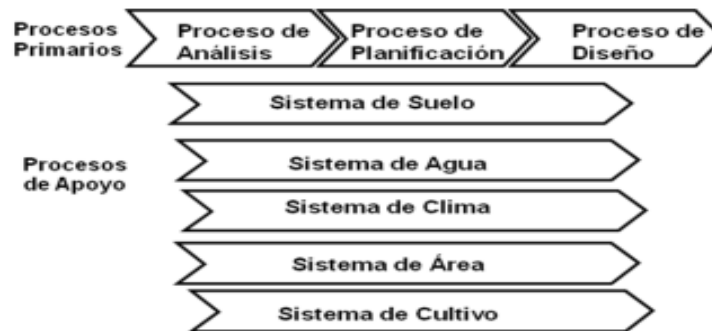 Procesos
Primarios
Proceso de
Análisis
Proceso de
Planificación
Proceso de
Diseño
Sistema de Suelo
Procesos
de Apoyo
Sistema de Agua
Sistema de Clima
Sistema de Área
Sistema de Cultivo